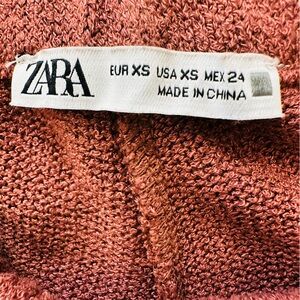 ZARA
EUR XS USA XS MEX 24
MADE IN CHINA